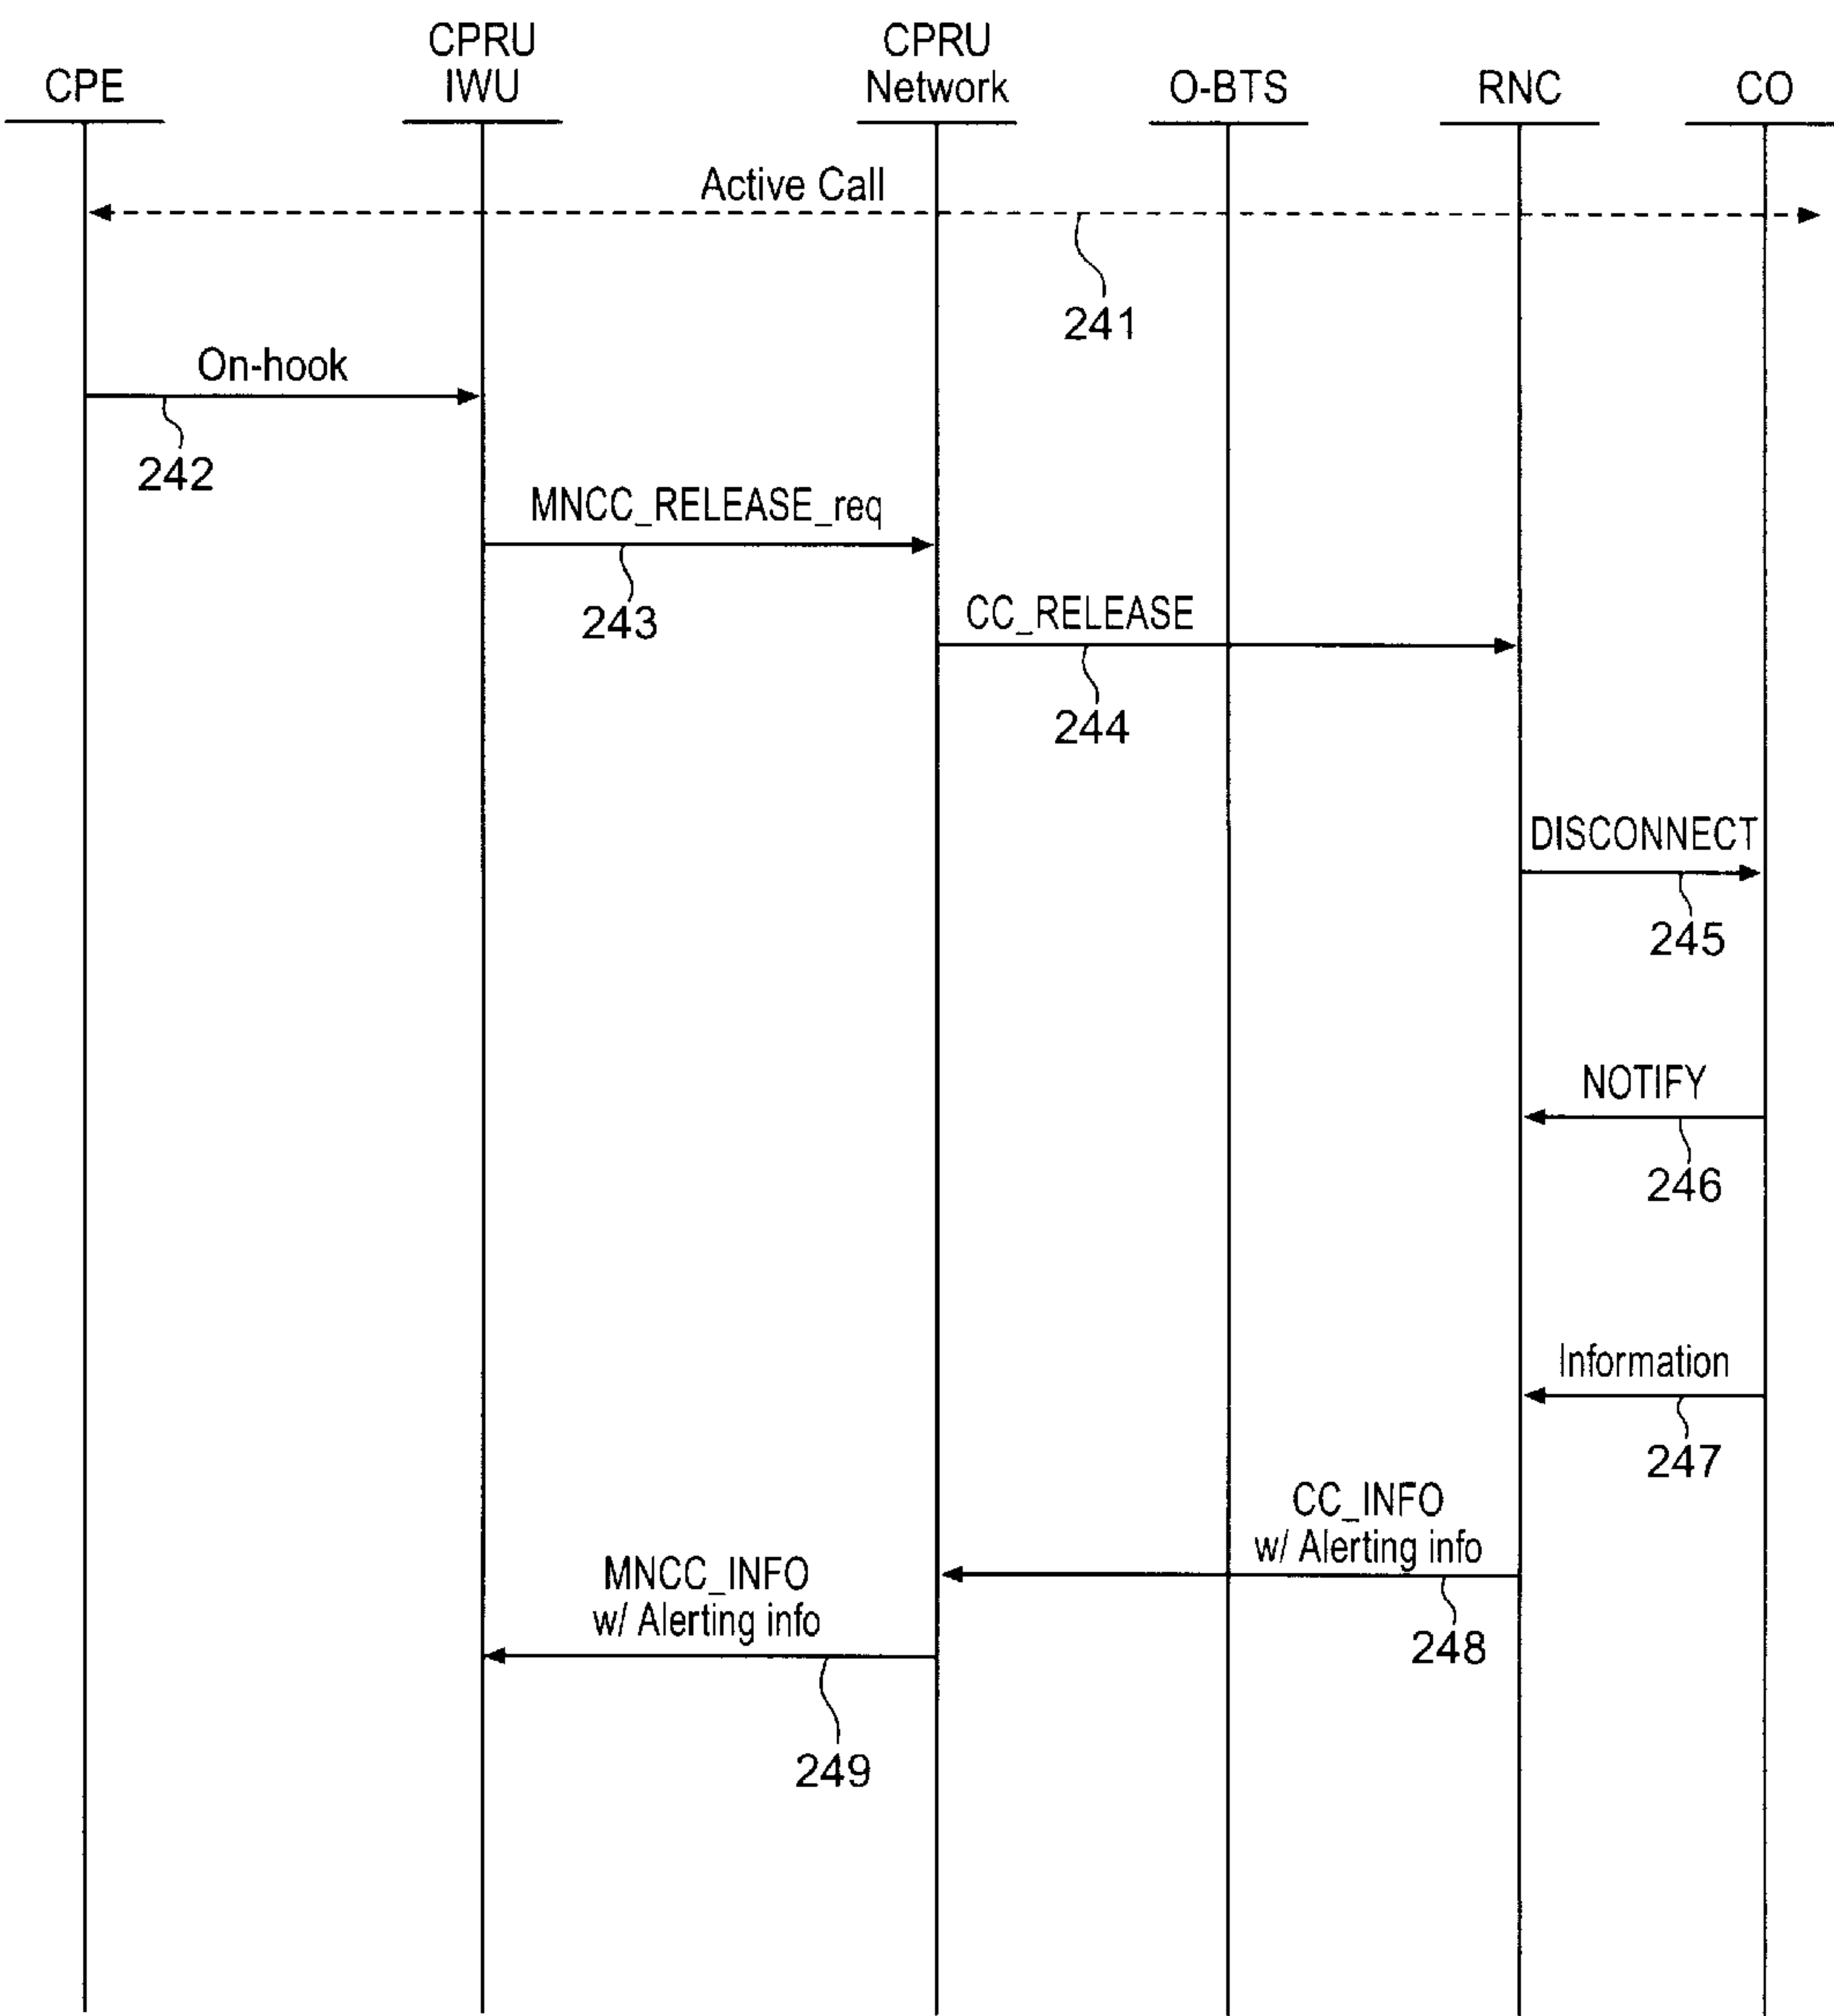 CPE
CPRU
IWU
CPRU
Network
O-BTS
RNC
CO
Active Call
241
On-hook
242
MNCC_RELEASE_req
243
CC_RELEASE
244
DISCONNECT
245
NOTIFY
246
Information
247
CC_INFO
w/ Alerting info
248
MNCC_INFO
w/ Alerting info
249